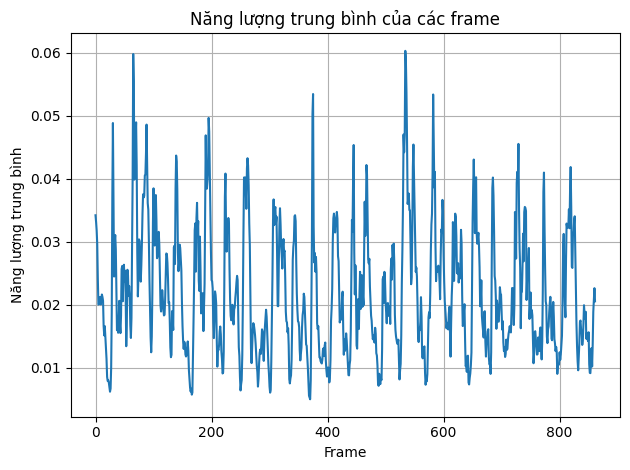 Năng lượng trung bình của các frame
Năng lượng trung bình
0.06
0.05
0.04
0.03
0.02
0.01
0 200 400 600 800
Frame